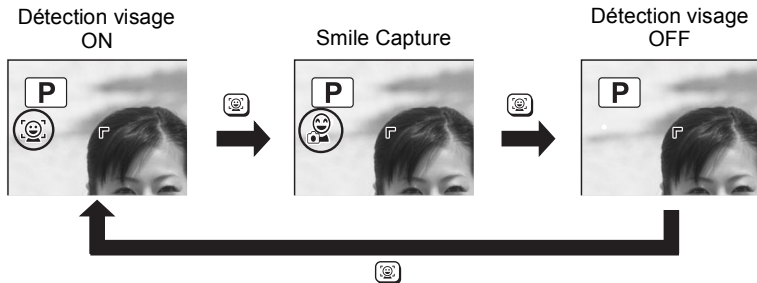 Détection visage
ON
Smile Capture
Détection visage
OFF
P
P
P